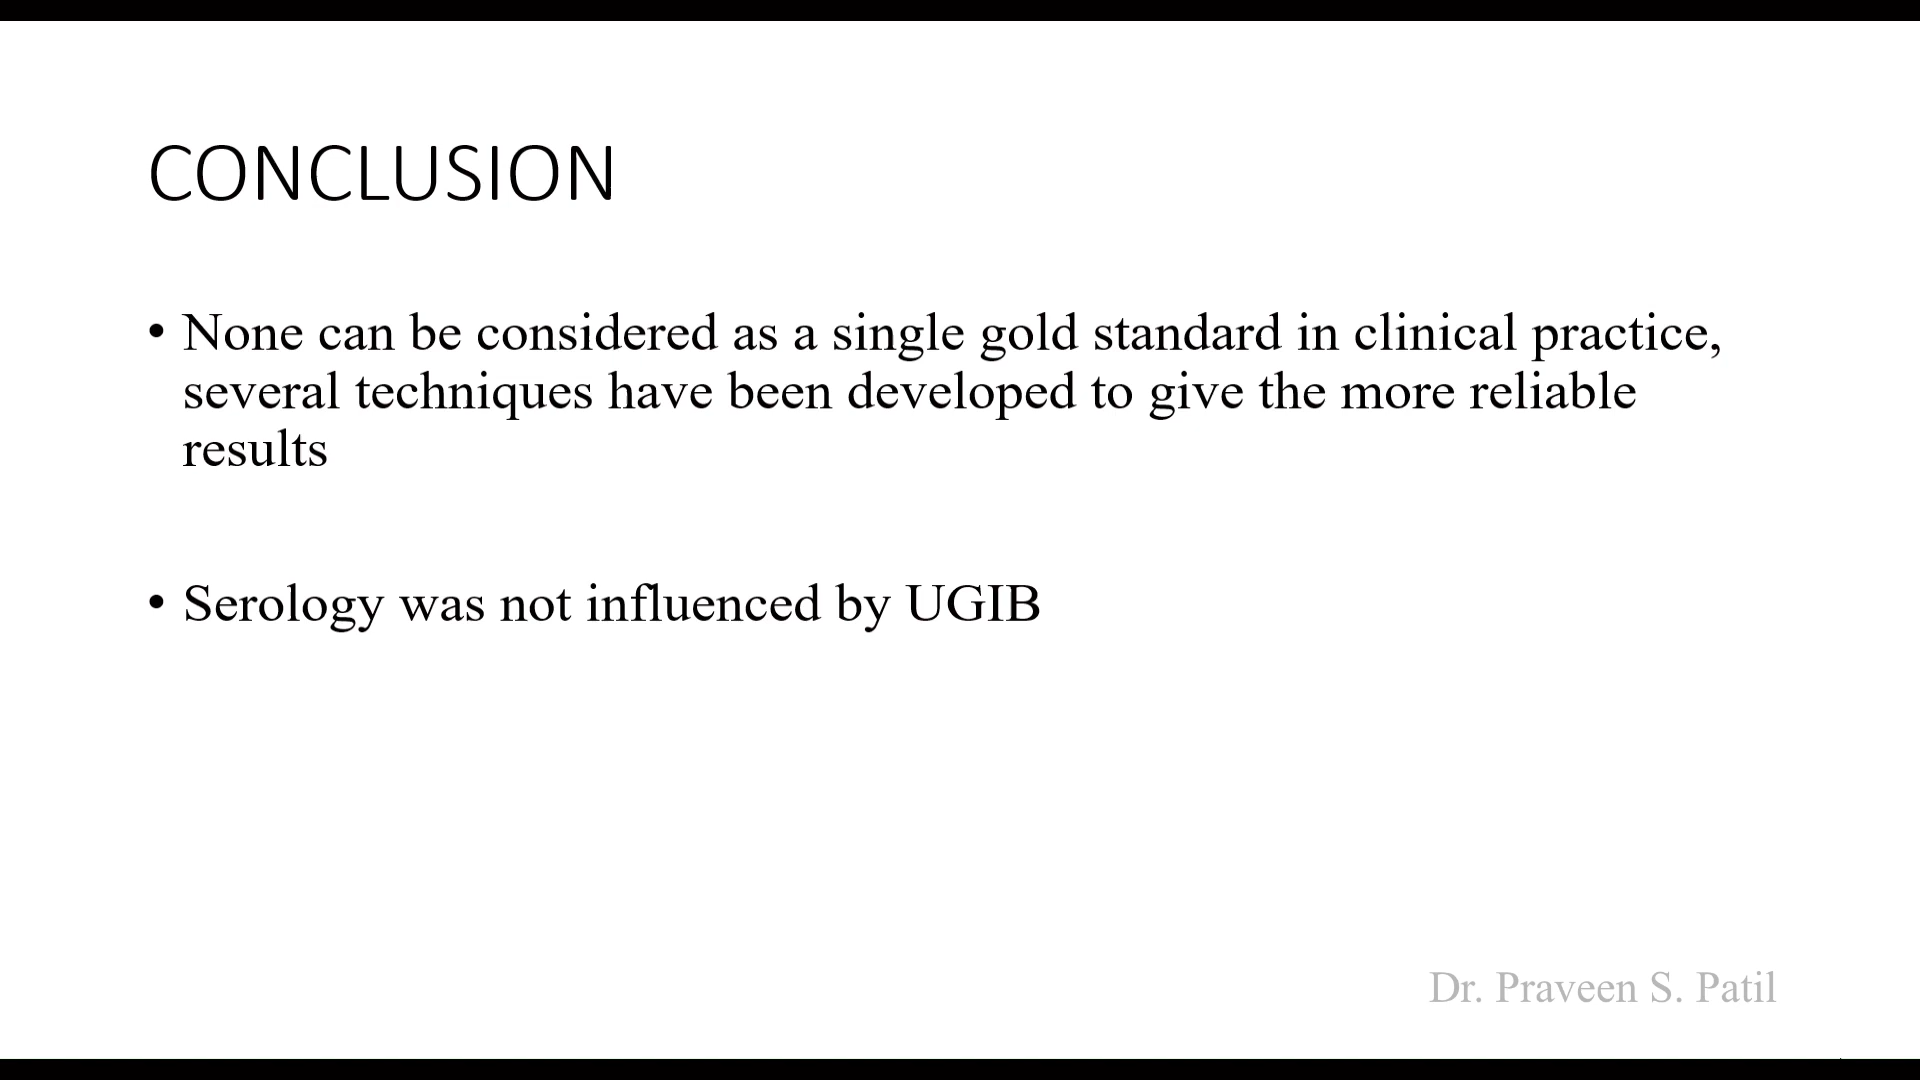 CONCLUSION
• None can be considered as a single gold standard in clinical practice,
several techniques have been developed to give the more reliable
results
• Serology was not influenced by UGIB
Dr. Praveen S. Patil